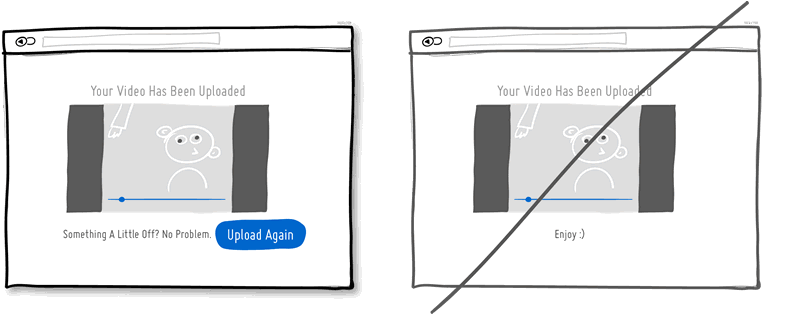 Your Video Has Been Uploaded
Something A Little Off? No Problem.
Upload Again
Your Video Has Been Uploaded
Enjoy :)